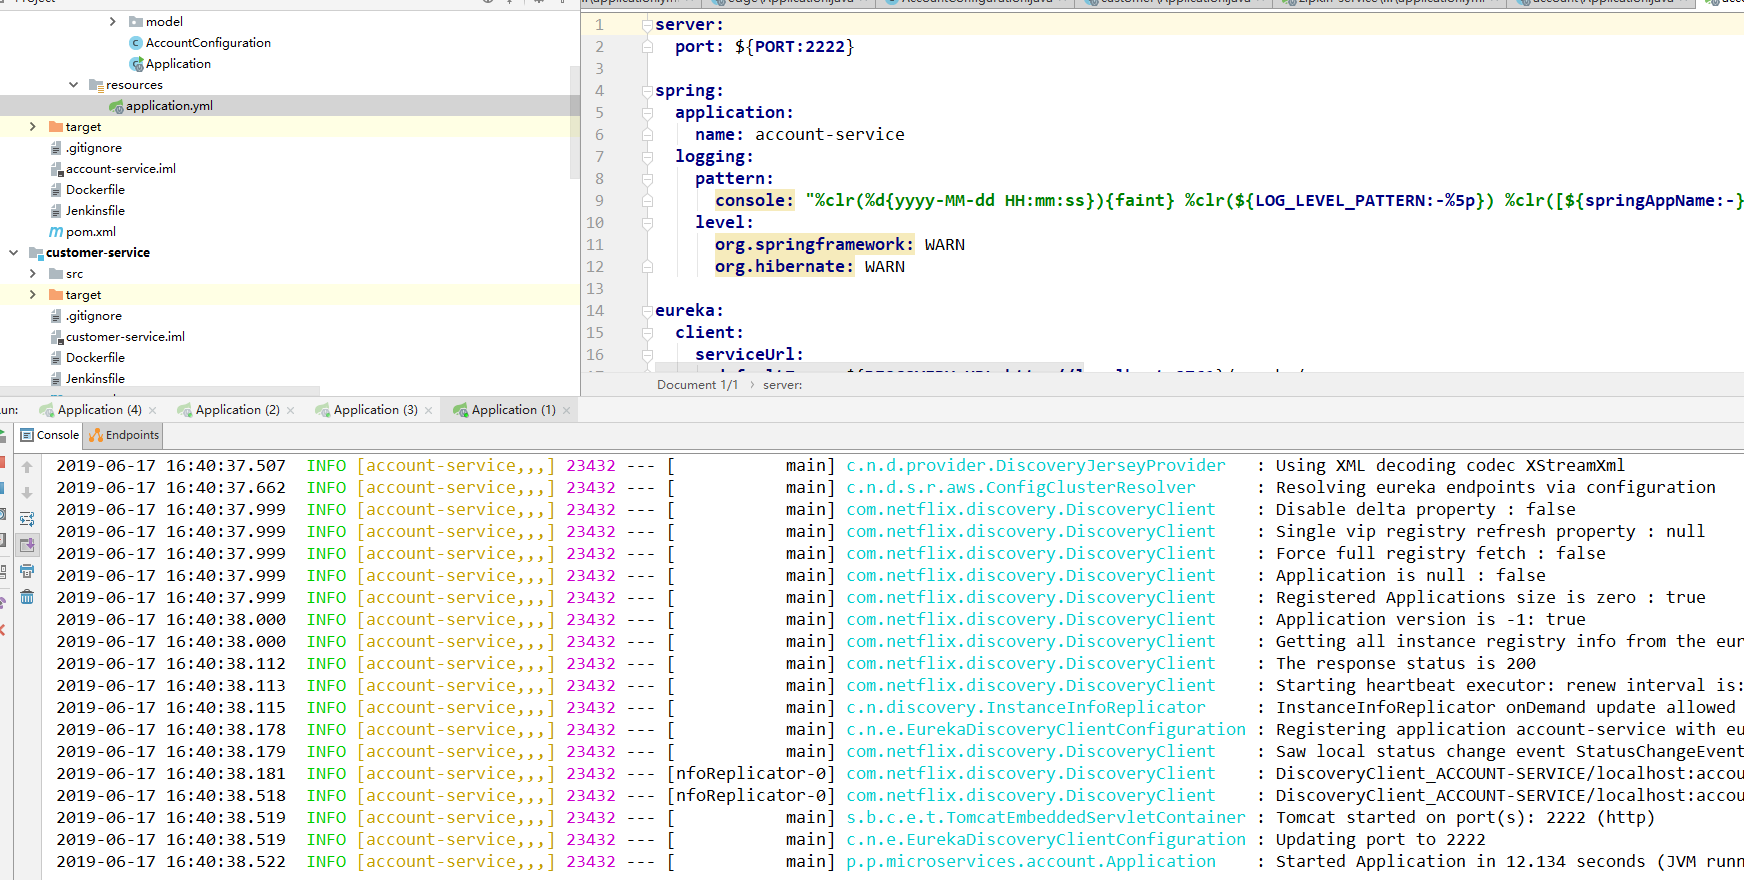 Project
edge\Application.java
AccountConfiguration.java
customer\Application.java
zipkin-service\...\application.yml
account\Application.java
model
AccountConfiguration
Application
resources
application.yml
target
.gitignore
account-service.iml
Dockerfile
Jenkinsfile
pom.xml
customer-service
src
target
.gitignore
customer-service.iml
Dockerfile
Jenkinsfile
1 server:
2 port: ${PORT:2222}
3
4 spring:
5 application:
6 name: account-service
7 logging:
8 pattern:
9 console: "%clr(%d{yyyy-MM-dd HH:mm:ss}){faint} %clr(${LOG_LEVEL_PATTERN:-%5p}) %clr([${springAppName:-}
10 level:
11 org.springframework: WARN
12 org.hibernate: WARN
13
14 eureka:
15 client:
16 serviceUrl:
Document 1/1 › server:
un: Application (4) Application (2) Application (3) Application (1)
Console Endpoints
2019-06-17 16:40:37.507 INFO [account-service,,,] 23432 --- [ main] c.n.d.provider.DiscoveryJerseyProvider : Using XML decoding codec XStreamXml
2019-06-17 16:40:37.662 INFO [account-service,,,] 23432 --- [ main] c.n.d.s.r.aws.ConfigClusterResolver : Resolving eureka endpoints via configuration
2019-06-17 16:40:37.999 INFO [account-service,,,] 23432 --- [ main] com.netflix.discovery.DiscoveryClient : Disable delta property : false
2019-06-17 16:40:37.999 INFO [account-service,,,] 23432 --- [ main] com.netflix.discovery.DiscoveryClient : Single vip registry refresh property : null
2019-06-17 16:40:37.999 INFO [account-service,,,] 23432 --- [ main] com.netflix.discovery.DiscoveryClient : Force full registry fetch : false
2019-06-17 16:40:37.999 INFO [account-service,,,] 23432 --- [ main] com.netflix.discovery.DiscoveryClient : Application is null : false
2019-06-17 16:40:37.999 INFO [account-service,,,] 23432 --- [ main] com.netflix.discovery.DiscoveryClient : Registered Applications size is zero : true
2019-06-17 16:40:38.000 INFO [account-service,,,] 23432 --- [ main] com.netflix.discovery.DiscoveryClient : Application version is -1: true
2019-06-17 16:40:38.000 INFO [account-service,,,] 23432 --- [ main] com.netflix.discovery.DiscoveryClient : Getting all instance registry info from the eur
2019-06-17 16:40:38.112 INFO [account-service,,,] 23432 --- [ main] com.netflix.discovery.DiscoveryClient : The response status is 200
2019-06-17 16:40:38.113 INFO [account-service,,,] 23432 --- [ main] com.netflix.discovery.DiscoveryClient : Starting heartbeat executor: renew interval is:
2019-06-17 16:40:38.115 INFO [account-service,,,] 23432 --- [ main] c.n.discovery.InstanceInfoReplicator : InstanceInfoReplicator onDemand update allowed
2019-06-17 16:40:38.178 INFO [account-service,,,] 23432 --- [ main] c.n.e.EurekaDiscoveryClientConfiguration : Registering application account-service with eu
2019-06-17 16:40:38.179 INFO [account-service,,,] 23432 --- [ main] com.netflix.discovery.DiscoveryClient : Saw local status change event StatusChangeEvent
2019-06-17 16:40:38.181 INFO [account-service,,,] 23432 --- [nfoReplicator-0] com.netflix.discovery.DiscoveryClient : DiscoveryClient_ACCOUNT-SERVICE/localhost:accou
2019-06-17 16:40:38.518 INFO [account-service,,,] 23432 --- [nfoReplicator-0] com.netflix.discovery.DiscoveryClient : DiscoveryClient_ACCOUNT-SERVICE/localhost:accou
2019-06-17 16:40:38.519 INFO [account-service,,,] 23432 --- [ main] s.b.c.e.t.TomcatEmbeddedServletContainer : Tomcat started on port(s): 2222 (http)
2019-06-17 16:40:38.519 INFO [account-service,,,] 23432 --- [ main] c.n.e.EurekaDiscoveryClientConfiguration : Updating port to 2222
2019-06-17 16:40:38.522 INFO [account-service,,,] 23432 --- [ main] p.p.microservices.account.Application : Started Application in 12.134 seconds (JVM runn